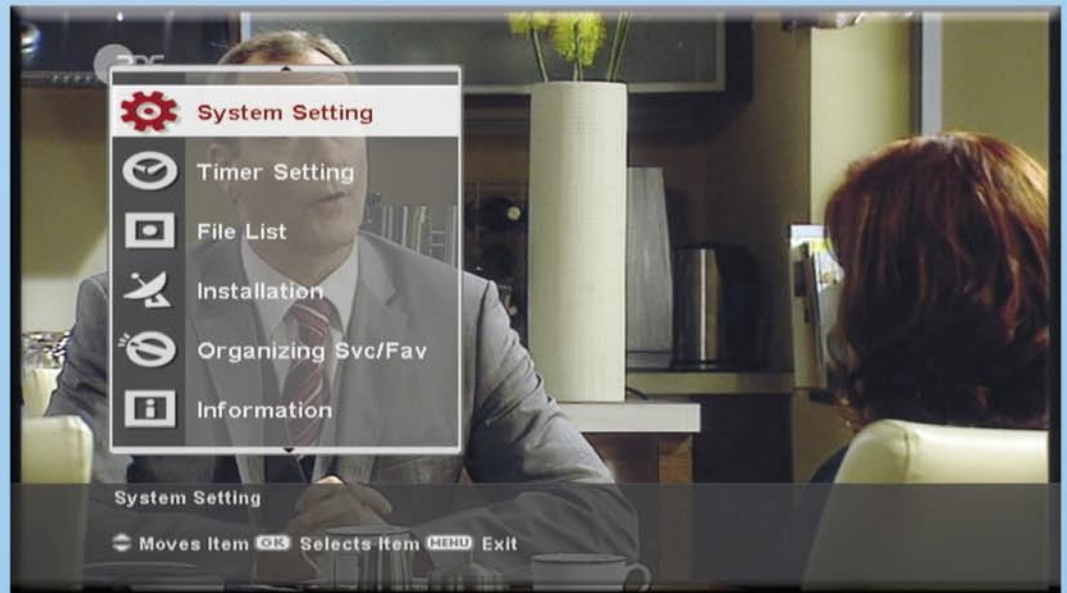 System Setting
Timer Setting
File List
Installation
Organizing Svc/Fav
Information
System Setting
Moves Item OK Selects Item MENU Exit